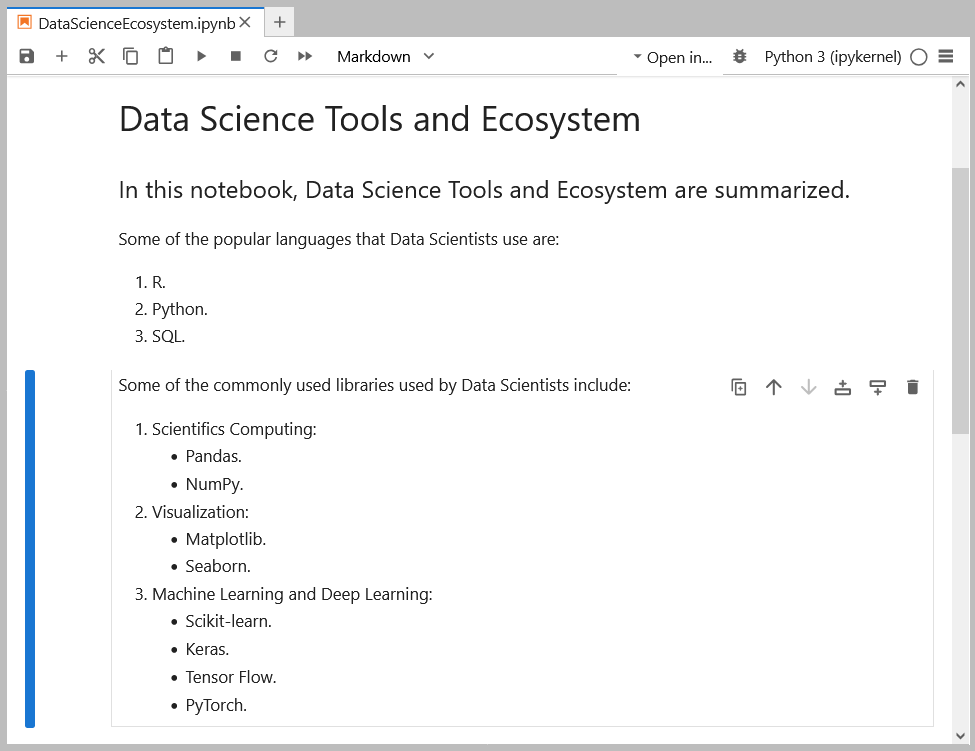 DataScienceEcosystem.ipynb
Markdown
Open in...
Python 3 (ipykernel)
Data Science Tools and Ecosystem
In this notebook, Data Science Tools and Ecosystem are summarized.
Some of the popular languages that Data Scientists use are:
1. R.
2. Python.
3. SQL.
Some of the commonly used libraries used by Data Scientists include:
1. Scientifics Computing:
• Pandas.
• NumPy.
2. Visualization:
• Matplotlib.
• Seaborn.
3. Machine Learning and Deep Learning:
• Scikit-learn.
• Keras.
• Tensor Flow.
• PyTorch.